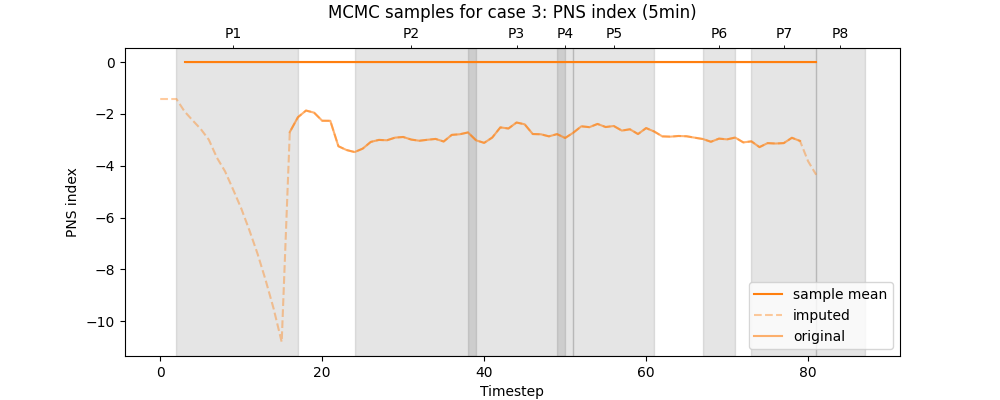 MCMC samples for case 3: PNS index (5min)
P1 P2 P3 P4 P5 P6 P7 P8
PNS index
0
−2
−4
−6
−8
−10
sample mean
imputed
original
0 20 40 60 80
Timestep